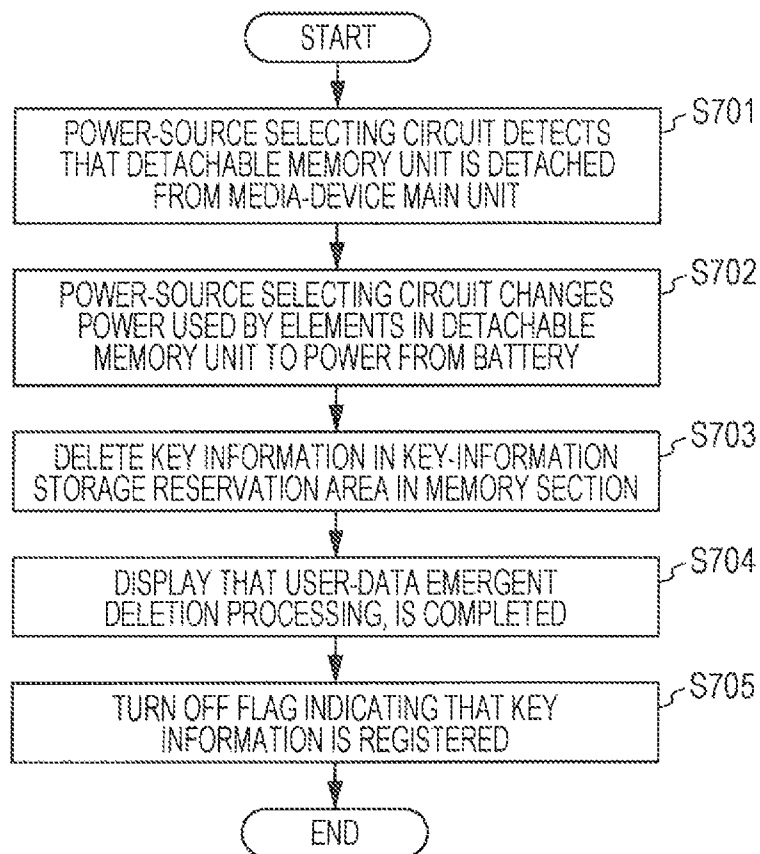 START
POWER-SOURCE SELECTING CIRCUIT DETECTS
THAT DETACHABLE MEMORY UNIT IS DETACHED
FROM MEDIA-DEVICE MAIN UNIT
S701
POWER-SOURCE SELECTING CIRCUIT CHANGES
POWER USED BY ELEMENTS IN DETACHABLE
MEMORY UNIT TO POWER FROM BATTERY
S702
DELETE KEY INFORMATION IN KEY-INFORMATION
STORAGE RESERVATION AREA IN MEMORY SECTION
S703
DISPLAY THAT USER-DATA EMERGENT
DELETION PROCESSING, IS COMPLETED
S704
TURN OFF FLAG INDICATING THAT KEY
INFORMATION IS REGISTERED
S705
END